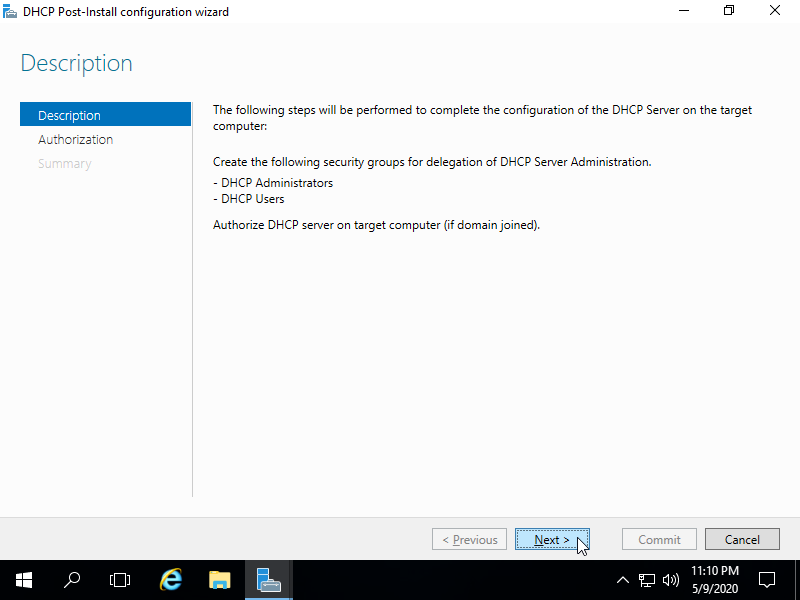 DHCP Post-Install configuration wizard
Description
Description
Authorization
Summary
The following steps will be performed to complete the configuration of the DHCP Server on the target
computer:
Create the following security groups for delegation of DHCP Server Administration.
- DHCP Administrators
- DHCP Users
Authorize DHCP server on target computer (if domain joined).
< Previous
Next >
Commit
Cancel
11:10 PM
5/9/2020